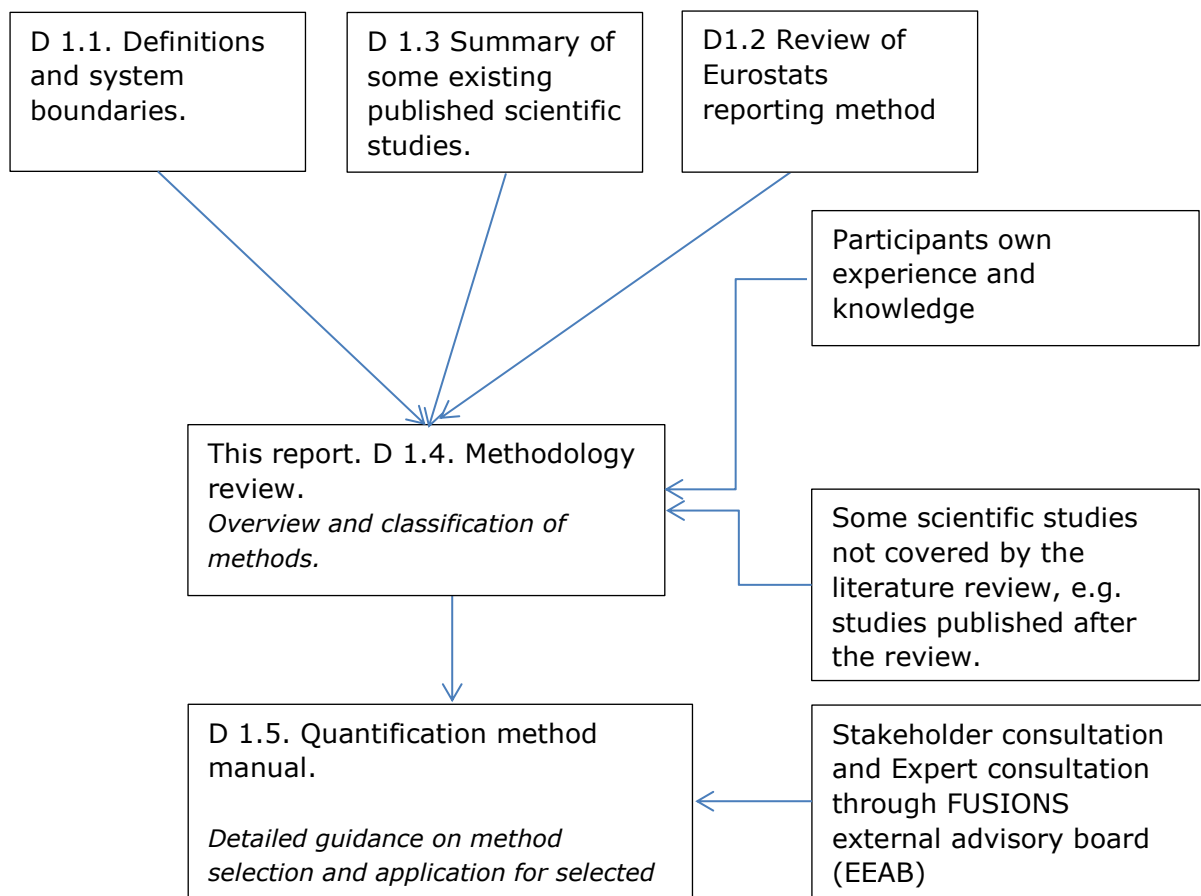 D 1.1. Definitions
and system
boundaries.
D 1.3 Summary of
some existing
published scientific
studies.
D1.2 Review of
Eurostats
reporting method
Participants own
experience and
knowledge
This report. D 1.4. Methodology
review.
Overview and classification of
methods.
Some scientific studies
not covered by the
literature review, e.g.
studies published after
the review.
D 1.5. Quantification method
manual.
Detailed guidance on method
selection and application for selected
Stakeholder consultation
and Expert consultation
through FUSIONS
external advisory board
(EEAB)